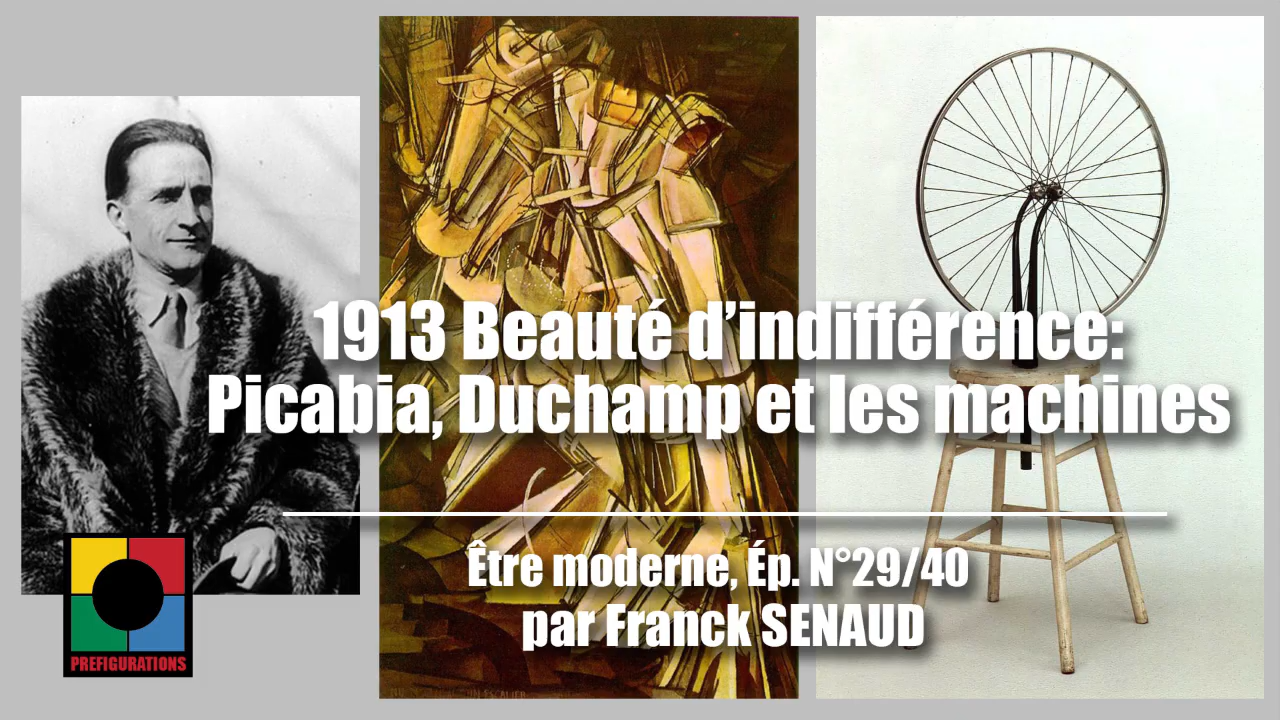 1913 Beauté d'indifférence:
Picabia, Duchamp et les machines
Être moderne, Ép. N°29/40
par Franck SENAUD
PREFIGURATIONS